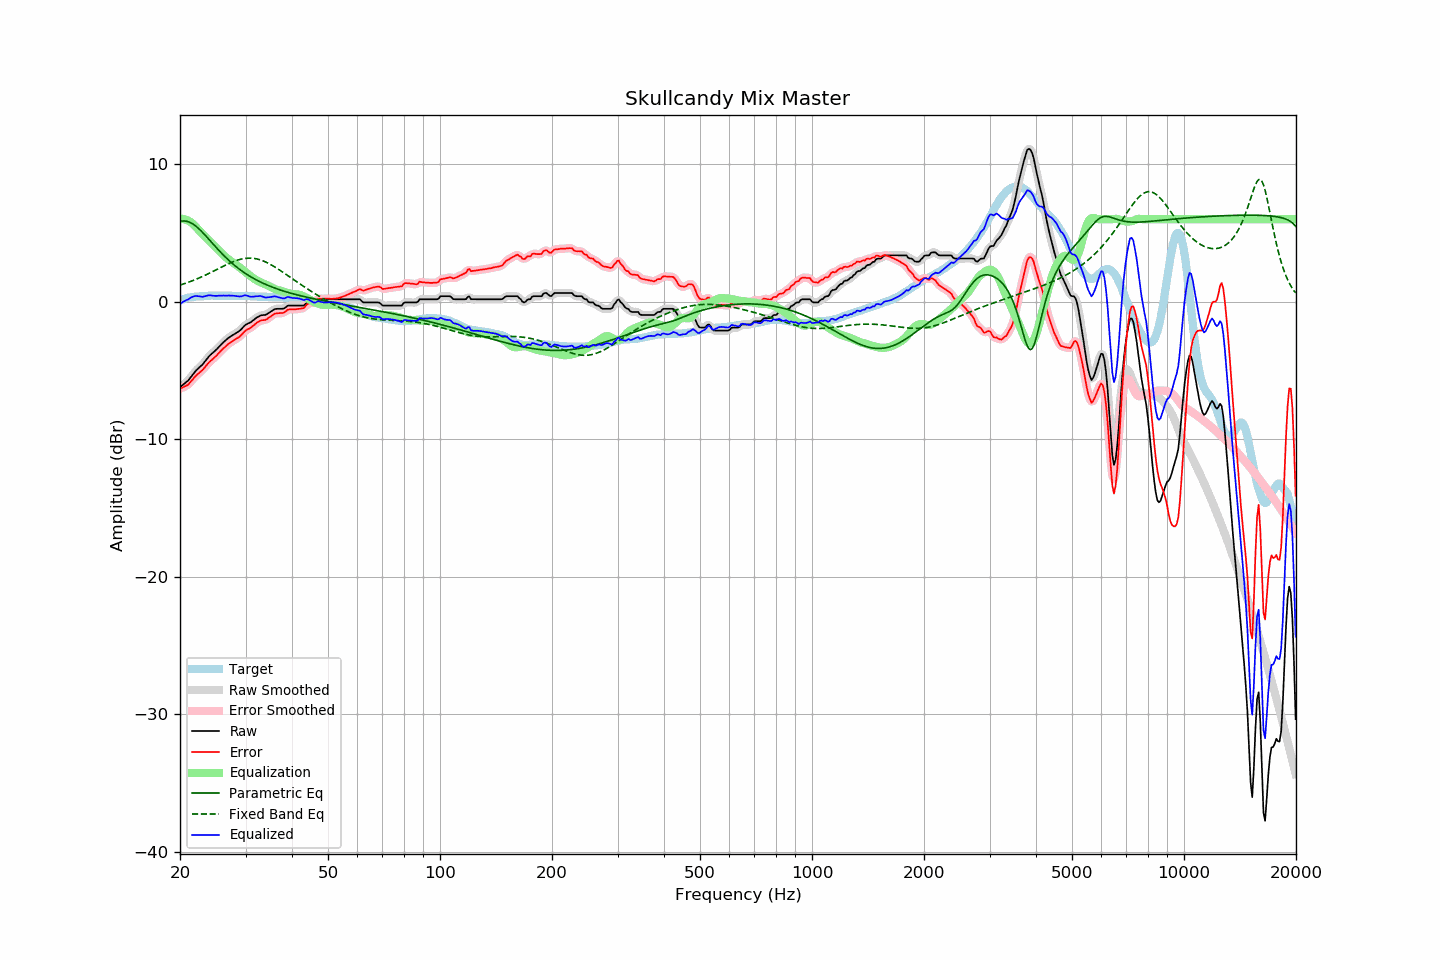 Skullcandy Mix Master
Amplitude (dBr)
10
0
−10
−20
−30
−40
Target
Raw Smoothed
Error Smoothed
Raw
Error
Equalization
Parametric Eq
Fixed Band Eq
Equalized
20 50 100 200 500 1000 2000 5000 10000 20000
Frequency (Hz)